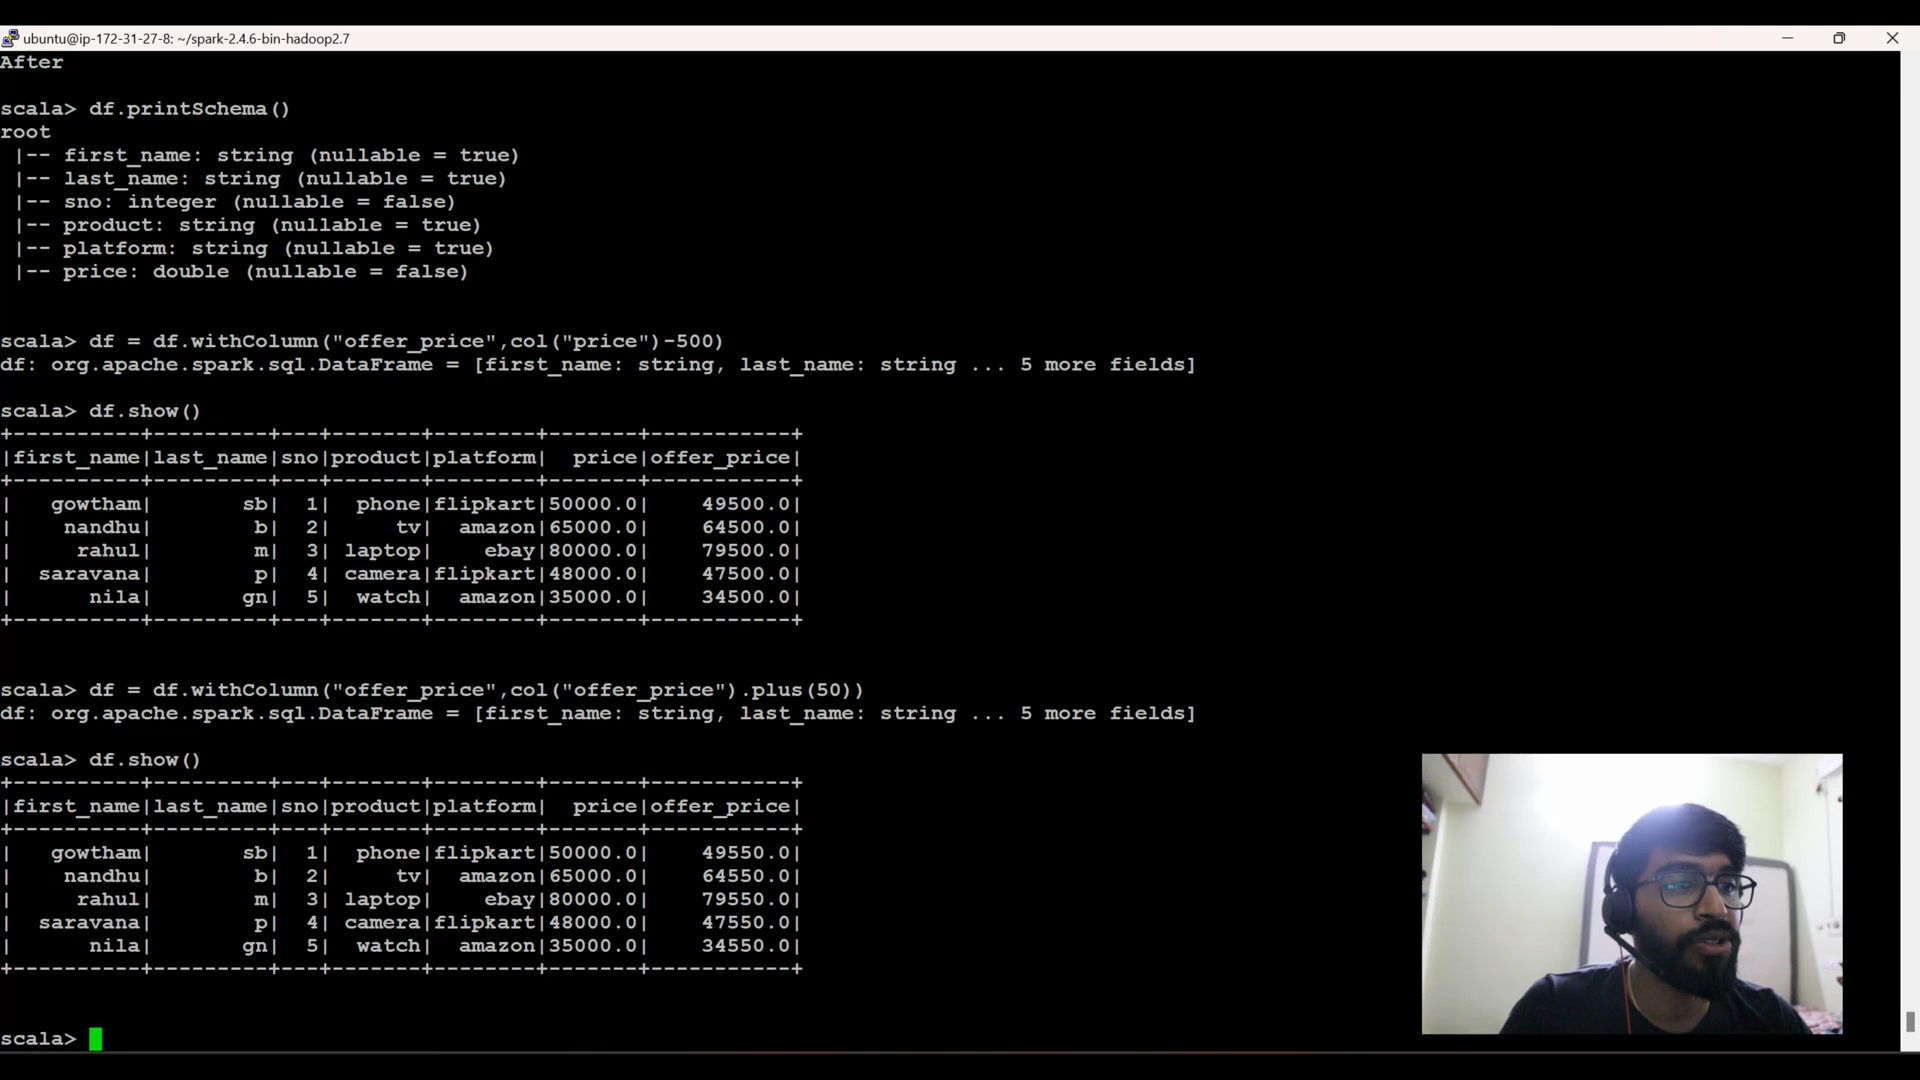 ubuntu@ip-172-31-27-8: ~/spark-2.4.6-bin-hadoop2.7
After
scala> df.printSchema()
root
 |-- first_name: string (nullable = true)
 |-- last_name: string (nullable = true)
 |-- sno: integer (nullable = false)
 |-- product: string (nullable = true)
 |-- platform: string (nullable = true)
 |-- price: double (nullable = false)
scala> df = df.withColumn("offer_price",col("price")-500)
df: org.apache.spark.sql.DataFrame = [first_name: string, last_name: string ... 5 more fields]
scala> df.show()
+----------+---------+---+-------+--------+-------+-----------+
|first_name|last_name|sno|product|platform|  price|offer_price|
+----------+---------+---+-------+--------+-------+-----------+
|   gowtham|       sb|  1|  phone|flipkart|50000.0|    49500.0|
|    nandhu|        b|  2|     tv|  amazon|65000.0|    64500.0|
|     rahul|        m|  3| laptop|    ebay|80000.0|    79500.0|
|  saravana|        p|  4| camera|flipkart|48000.0|    47500.0|
|      nila|       gn|  5|  watch|  amazon|35000.0|    34500.0|
+----------+---------+---+-------+--------+-------+-----------+
scala> df = df.withColumn("offer_price",col("offer_price").plus(50))
df: org.apache.spark.sql.DataFrame = [first_name: string, last_name: string ... 5 more fields]
scala> df.show()
+----------+---------+---+-------+--------+-------+-----------+
|first_name|last_name|sno|product|platform|  price|offer_price|
+----------+---------+---+-------+--------+-------+-----------+
|   gowtham|       sb|  1|  phone|flipkart|50000.0|    49550.0|
|    nandhu|        b|  2|     tv|  amazon|65000.0|    64550.0|
|     rahul|        m|  3| laptop|    ebay|80000.0|    79550.0|
|  saravana|        p|  4| camera|flipkart|48000.0|    47550.0|
|      nila|       gn|  5|  watch|  amazon|35000.0|    34550.0|
+----------+---------+---+-------+--------+-------+-----------+
scala>